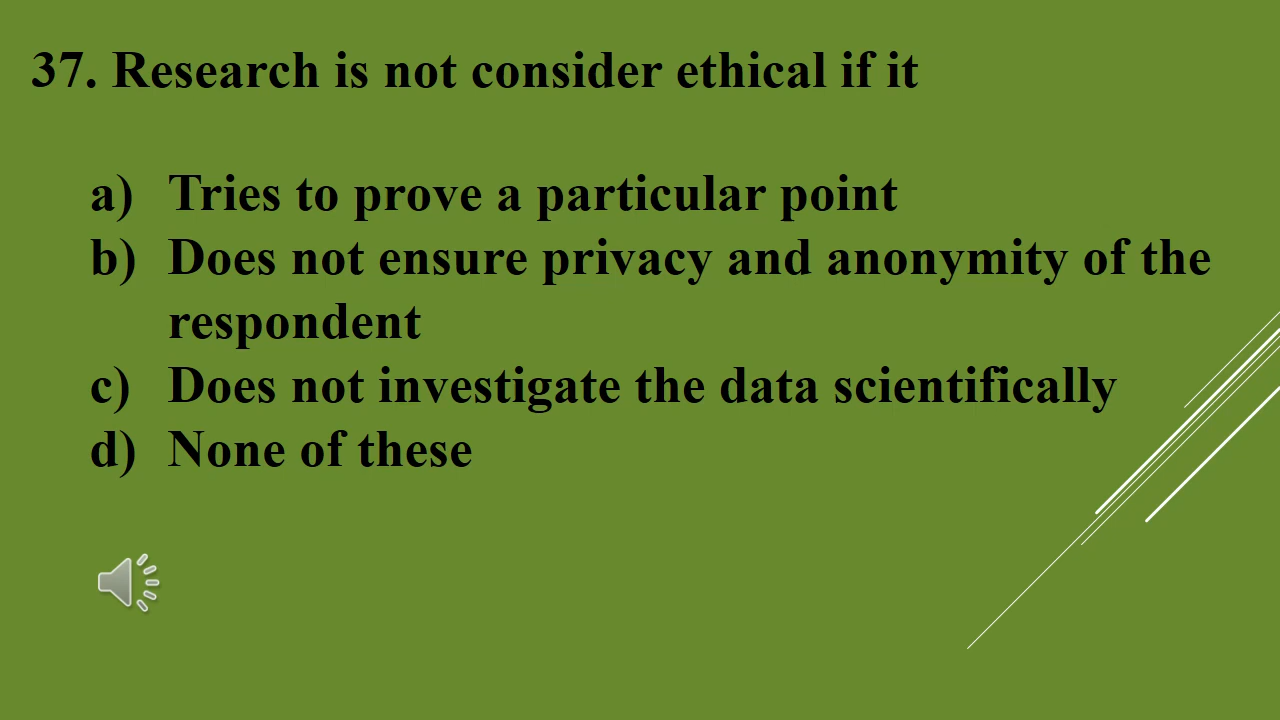 37. Research is not consider ethical if it
a) Tries to prove a particular point
b) Does not ensure privacy and anonymity of the
respondent
c) Does not investigate the data scientifically
d) None of these